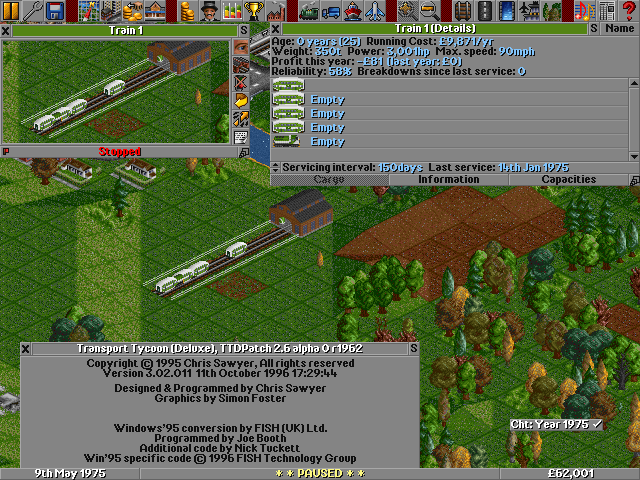 Train 1
S
Stopped
Train 1 (Details)
S
Name
Age: 0 years (25) Running Cost: £9,871/yr
Weight: 350t Power: 3,001hp Max. speed: 90mph
Profit this year: -£81 (last year: £0)
Reliability: 58% Breakdowns since last service: 0
Empty
Empty
Empty
Empty
Servicing interval: 150days Last service: 14th Jan 1975
Cargo
Information
Capacities
Transport Tycoon (Deluxe), TTDPatch 2.6 alpha 0 r1962
S
Copyright © 1995 Chris Sawyer, All rights reserved
Version 3.02.011 11th October 1996 17:29:44
Designed & Programmed by Chris Sawyer
Graphics by Simon Foster
Windows'95 conversion by FISH (UK) Ltd.
Programmed by Joe Booth
Additional code by Nick Tuckett
Win'95 specific code © 1996 FISH Technology Group
Cht: Year 1975 ✓
9th May 1975
* * PAUSED * *
£62,001